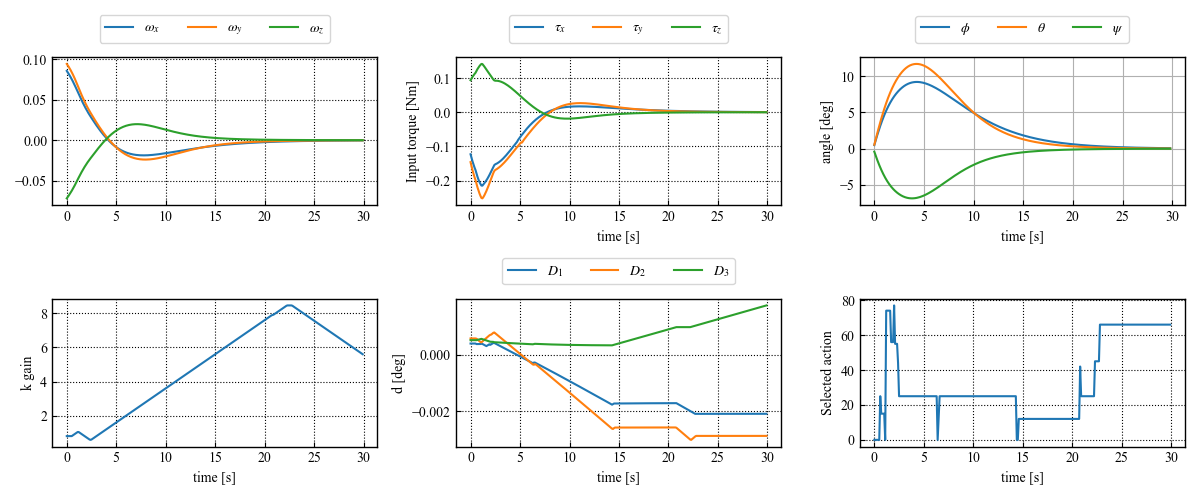 ωx ωy ωz
τx τy τz
ϕ θ ψ
0.10
0.05
0.00
−0.05
0 5 10 15 20 25 30
Input torque [Nm]
0.1
0.0
−0.1
−0.2
0 5 10 15 20 25 30
time [s]
angle [deg]
10
5
0
−5
0 5 10 15 20 25 30
time [s]
k gain
8
6
4
2
0 5 10 15 20 25 30
time [s]
D1 D2 D3
d [deg]
0.000
−0.002
0 5 10 15 20 25 30
time [s]
Selected action
80
60
40
20
0
0 5 10 15 20 25 30
time [s]